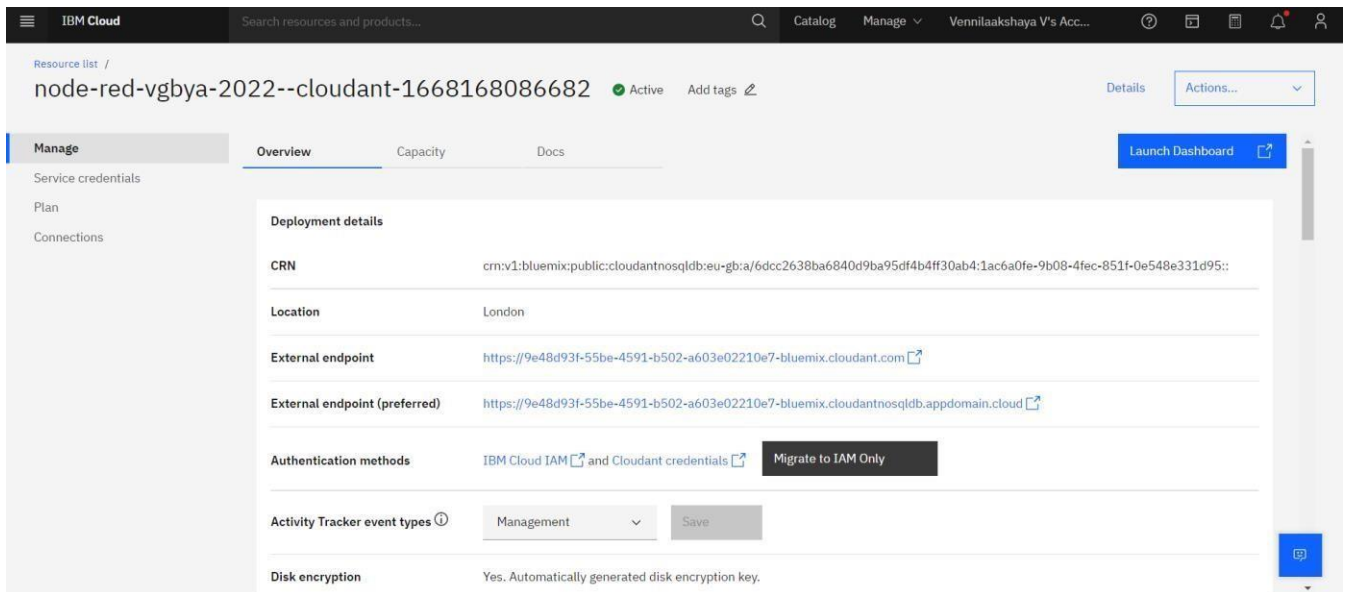 IBM Cloud
Search resources and products...
Catalog
Manage
Vennilaakshaya V's Acc...
Resource list /
node-red-vgbya-2022--cloudant-1668168086682
Active
Add tags
Details
Actions...
Manage
Service credentials
Plan
Connections
Overview
Capacity
Docs
Launch Dashboard
Deployment details
CRN
crn:v1:bluemix:public:cloudantnosqldb:eu-gb:a/6dcc2638ba6840d9ba95df4b4ff30ab4:1ac6a0fe-9b08-4fec-851f-0e548e331d95::
Location
London
External endpoint
https://9e48d93f-55be-4591-b502-a603e02210e7-bluemix.cloudant.com
External endpoint (preferred)
https://9e48d93f-55be-4591-b502-a603e02210e7-bluemix.cloudantnosqldb.appdomain.cloud
Authentication methods
IBM Cloud IAM and Cloudant credentials
Migrate to IAM Only
Activity Tracker event types
Management
Save
Disk encryption
Yes. Automatically generated disk encryption key.